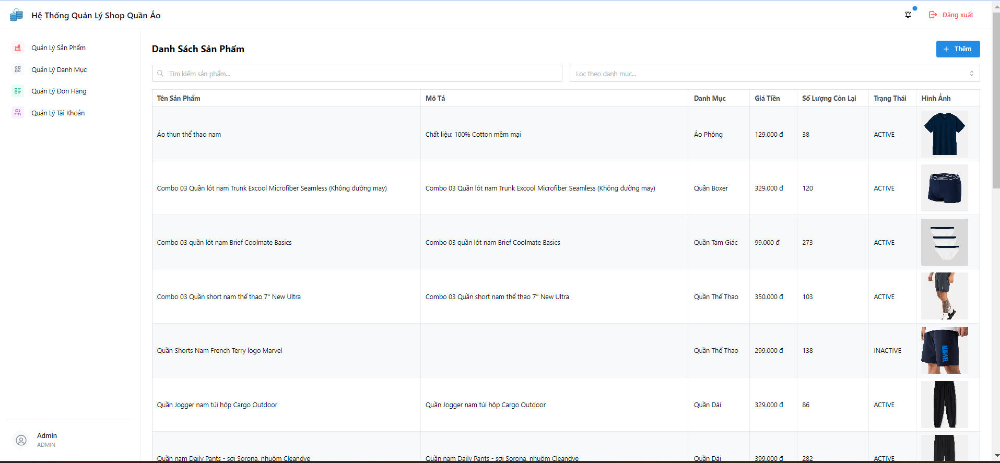 Hệ Thống Quản Lý Shop Quần Áo
Đăng xuất
Quản Lý Sản Phẩm
Quản Lý Danh Mục
Quản Lý Đơn Hàng
Quản Lý Tài Khoản
Danh Sách Sản Phẩm
Thêm
Tìm kiếm sản phẩm...
Lọc theo danh mục...
Tên Sản Phẩm Mô Tả Danh Mục Giá Tiền Số Lượng Còn Lại Trạng Thái Hình Ảnh
Áo thun thể thao nam Chất liệu: 100% Cotton mềm mại Áo Phông 129.000 đ 38 ACTIVE
Combo 03 Quần lót nam Trunk Excool Microfiber Seamless (Không đường may) Combo 03 Quần lót nam Trunk Excool Microfiber Seamless (Không đường may) Quần Boxer 329.000 đ 120 ACTIVE
Combo 03 quần lót nam Brief Coolmate Basics Combo 03 quần lót nam Brief Coolmate Basics Quần Tam Giác 99.000 đ 273 ACTIVE
Combo 03 Quần short nam thể thao 7" New Ultra Combo 03 Quần short nam thể thao 7" New Ultra Quần Thể Thao 350.000 đ 103 ACTIVE
Quần Shorts Nam French Terry logo Marvel Quần Thể Thao 299.000 đ 138 INACTIVE
MARVEL
Quần Jogger nam túi hộp Cargo Outdoor Quần Jogger nam túi hộp Cargo Outdoor Quần Dài 329.000 đ 86 ACTIVE
Quần nam Daily Pants - sợi Sorona, nhuộm Cleandye Quần nam Daily Pants - sợi Sorona, nhuộm Cleandye Quần Dài 399.000 đ 282 ACTIVE
Admin
ADMIN